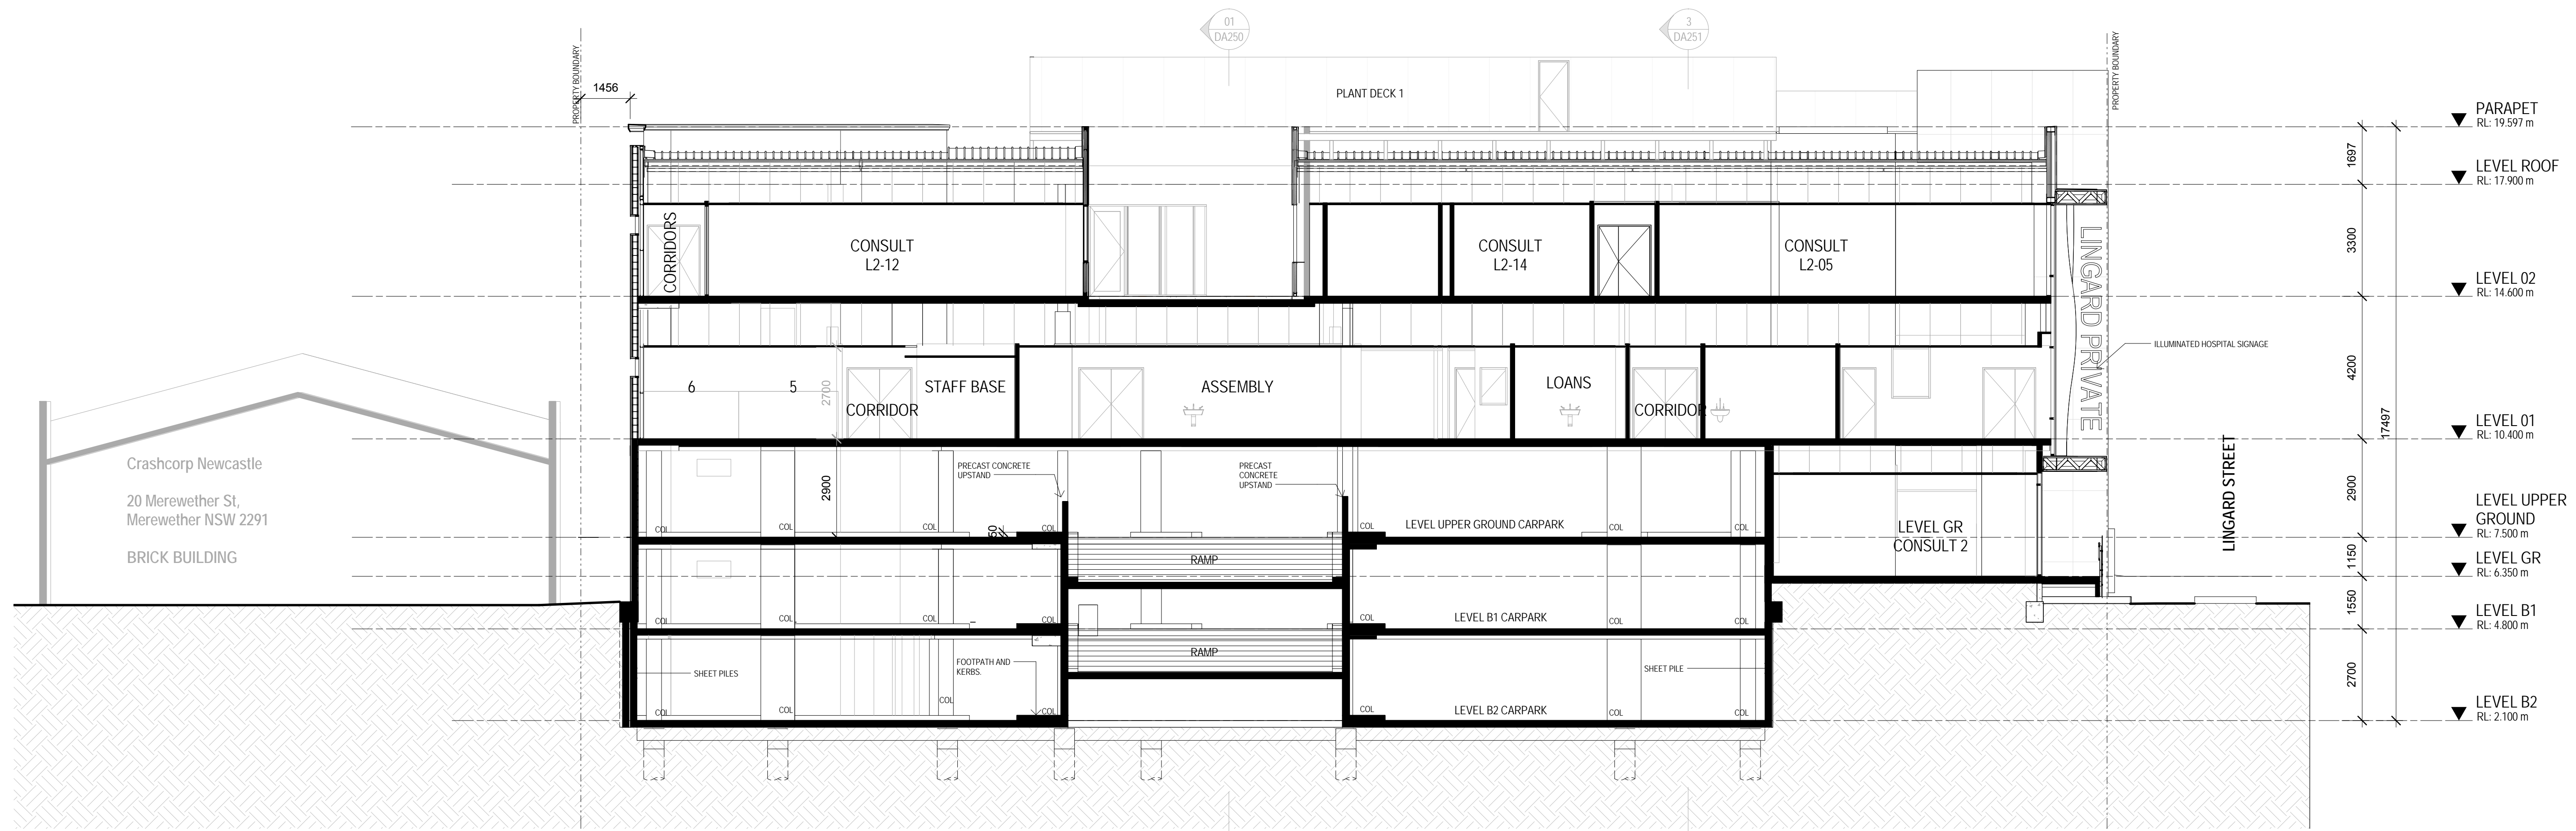 01
DA250
3
DA251
PROPERTY BOUNDARY
1456
PLANT DECK 1
PROPERTY BOUNDARY
PARAPET
RL: 19.597 m
1697
LEVEL ROOF
RL: 17.900 m
CORRIDORS
CONSULT
L2-12
CONSULT
L2-14
CONSULT
L2-05
LINGARD PRIVATE
3300
LEVEL 02
RL: 14.600 m
ILLUMINATED HOSPITAL SIGNAGE
6
5
2700
CORRIDOR
STAFF BASE
ASSEMBLY
LOANS
CORRIDOR
4200
17497
LEVEL 01
RL: 10.400 m
Crashcorp Newcastle
20 Merewether St,
Merewether NSW 2291
BRICK BUILDING
2900
PRECAST CONCRETE
UPSTAND
PRECAST
CONCRETE
UPSTAND
LINGARD STREET
2900
LEVEL UPPER
GROUND
RL: 7.500 m
COL
COL
COL
50
COL
COL
LEVEL UPPER GROUND CARPARK
COL
COL
LEVEL GR
CONSULT 2
RAMP
1150
LEVEL GR
RL: 6.350 m
1550
LEVEL B1
RL: 4.800 m
COL
COL
COL
COL
COL
LEVEL B1 CARPARK
COL
COL
RAMP
SHEET PILES
FOOTPATH AND
KERBS.
SHEET PILE
2700
COL
COL
COL
COL
COL
LEVEL B2 CARPARK
COL
COL
LEVEL B2
RL: 2.100 m